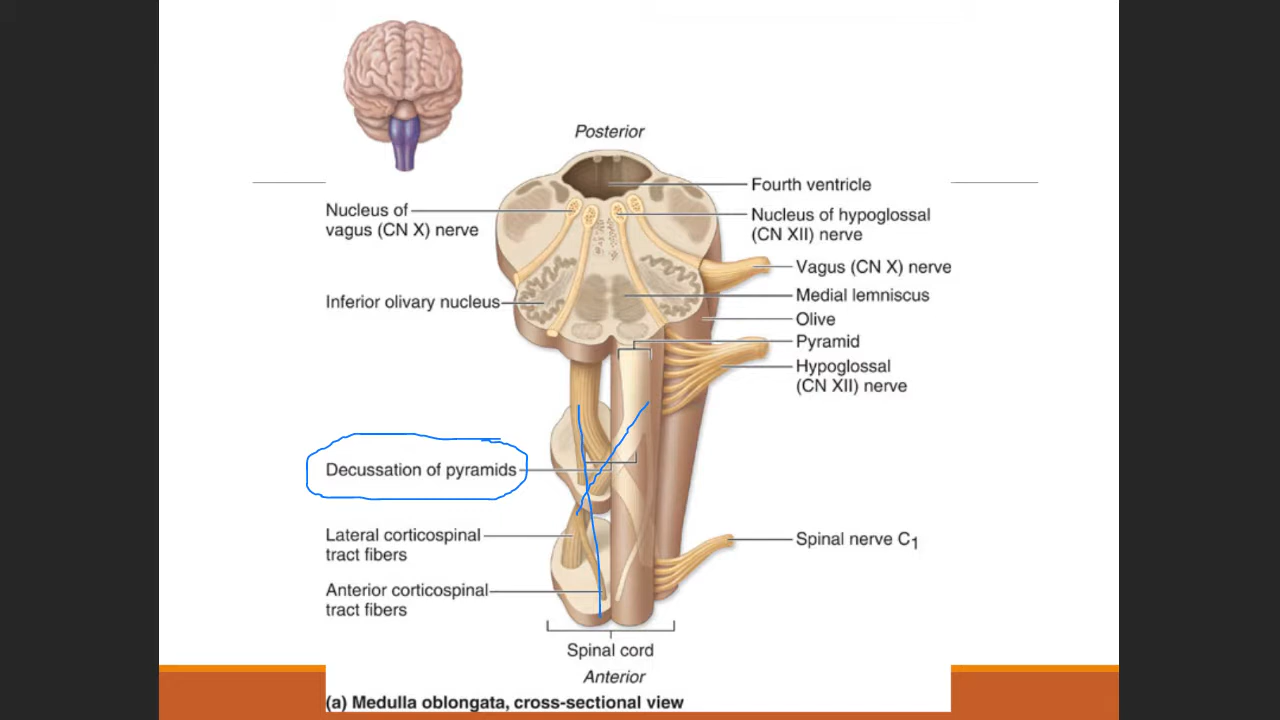 Posterior
Fourth ventricle
Nucleus of
vagus (CN X) nerve
Nucleus of hypoglossal
(CN XII) nerve
Vagus (CN X) nerve
Inferior olivary nucleus
Medial lemniscus
Olive
Pyramid
Hypoglossal
(CN XII) nerve
Decussation of pyramids
Lateral corticospinal
tract fibers
Spinal nerve C1
Anterior corticospinal
tract fibers
Spinal cord
Anterior
(a) Medulla oblongata, cross-sectional view